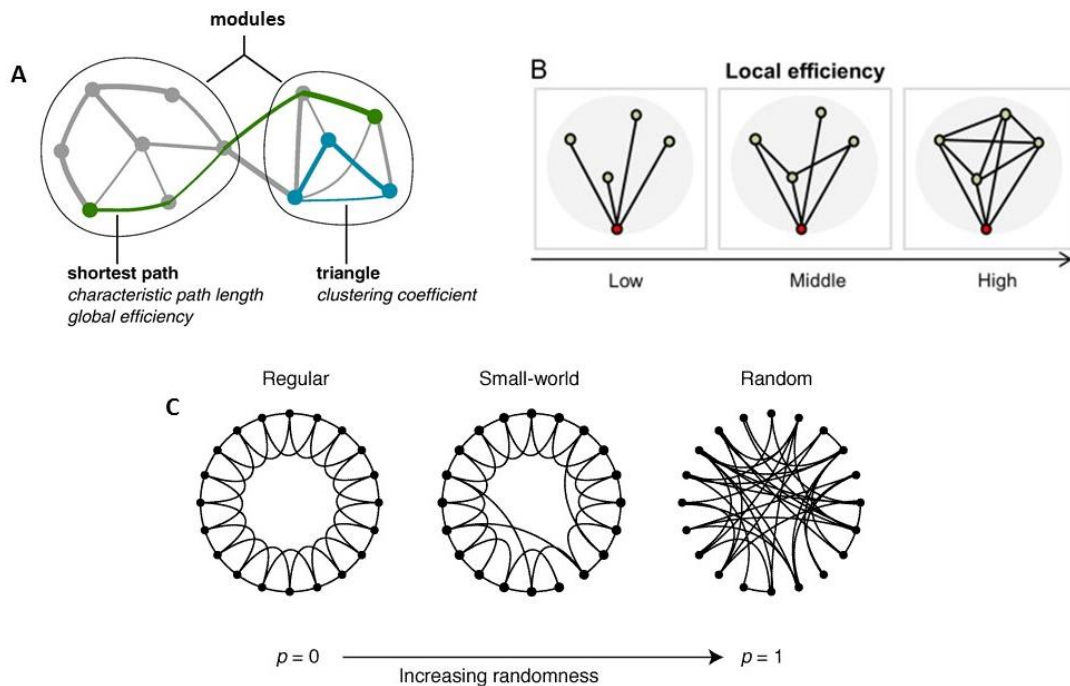 modules
A
shortest path
characteristic path length
global efficiency
triangle
clustering coefficient
B
Local efficiency
Low
Middle
High
C
Regular
Small-world
Random
p = 0
Increasing randomness
p = 1